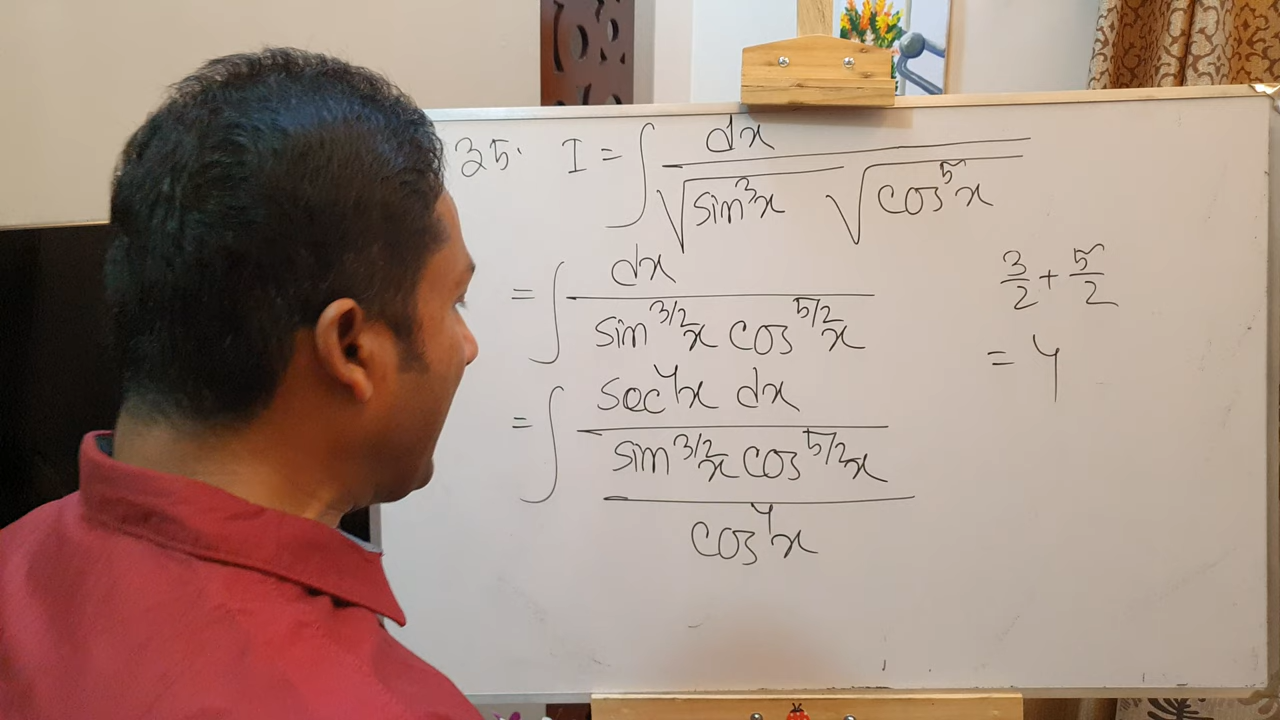 35. I = ∫ dx / √sin³x √cos⁵x
= ∫ dx / sin^3/2 x cos^5/2 x
= ∫ sec⁴x dx / (sin^3/2 x cos^5/2 x / cos⁴x)
3/2 + 5/2
= 4